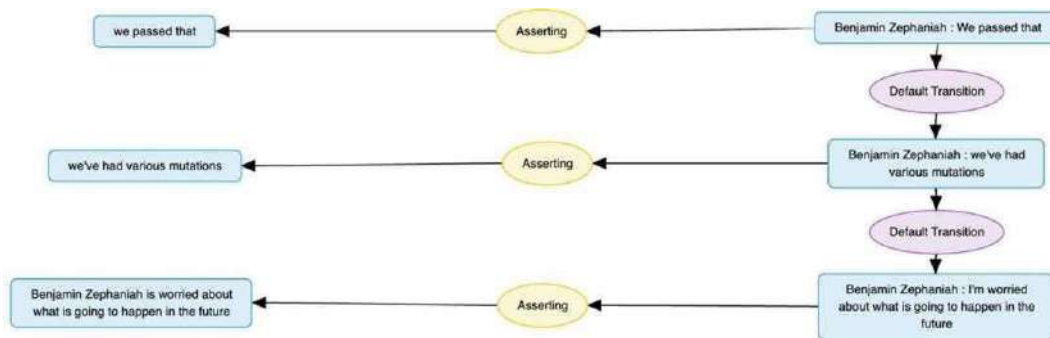 we passed that
Asserting
Benjamin Zephaniah : We passed that
Default Transition
we've had various mutations
Asserting
Benjamin Zephaniah : we've had
various mutations
Default Transition
Benjamin Zephaniah is worried about
what is going to happen in the future
Asserting
Benjamin Zephaniah : I'm worried
about what is going to happen in the
future